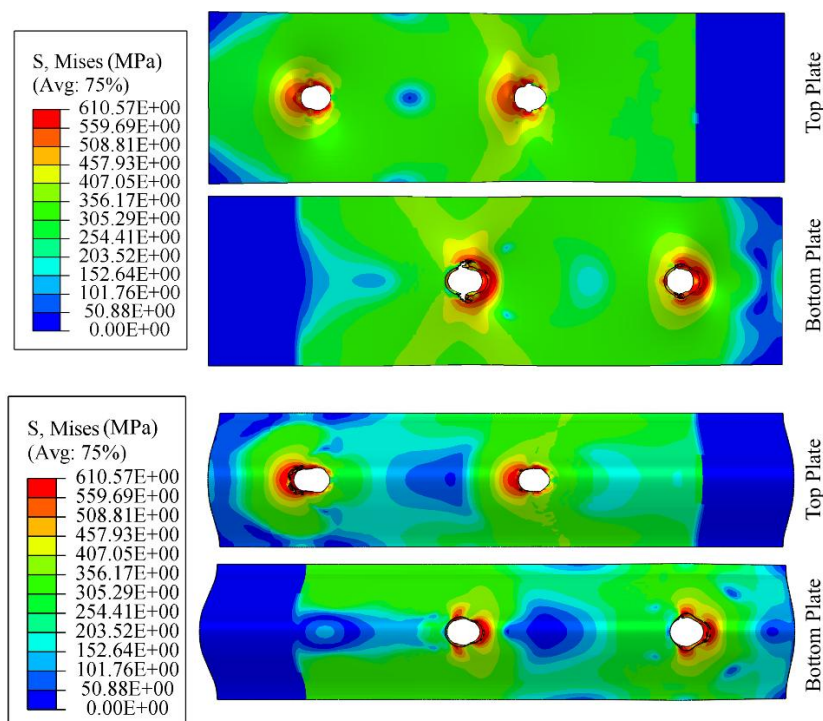 S, Mises (MPa)
(Avg: 75%)
610.57E+00
559.69E+00
508.81E+00
457.93E+00
407.05E+00
356.17E+00
305.29E+00
254.41E+00
203.52E+00
152.64E+00
101.76E+00
50.88E+00
0.00E+00
Top Plate
Bottom Plate
S, Mises (MPa)
(Avg: 75%)
610.57E+00
559.69E+00
508.81E+00
457.93E+00
407.05E+00
356.17E+00
305.29E+00
254.41E+00
203.52E+00
152.64E+00
101.76E+00
50.88E+00
0.00E+00
Top Plate
Bottom Plate